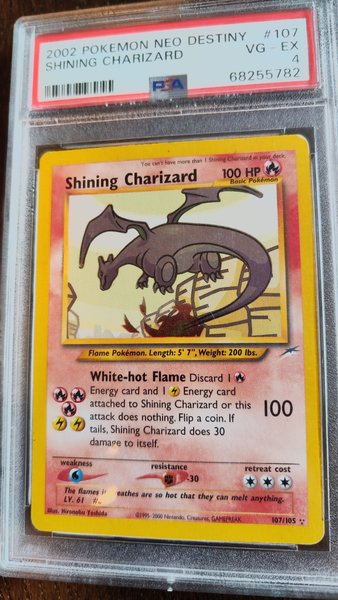 2002 POKEMON NEO DESTINY #107
SHINING CHARIZARD VG - EX
4
PSA 68255782
You can't have more than 1 Shining Charizard in your deck.
Shining Charizard 100 HP
Basic Pokémon
Flame Pokémon. Length: 5' 7", Weight: 200 lbs.
White-hot Flame Discard 1
Energy card and 1 Energy card
attached to Shining Charizard or this
attack does nothing. Flip a coin. If
tails, Shining Charizard does 30
damage to itself.
100
weakness resistance retreat cost
-30
The flames it breathes are so hot that they can melt anything.
LV. 61
Illus. Hironobu Yoshida ©1995-2000 Nintendo, Creatures, GAMEFREAK. 107/105